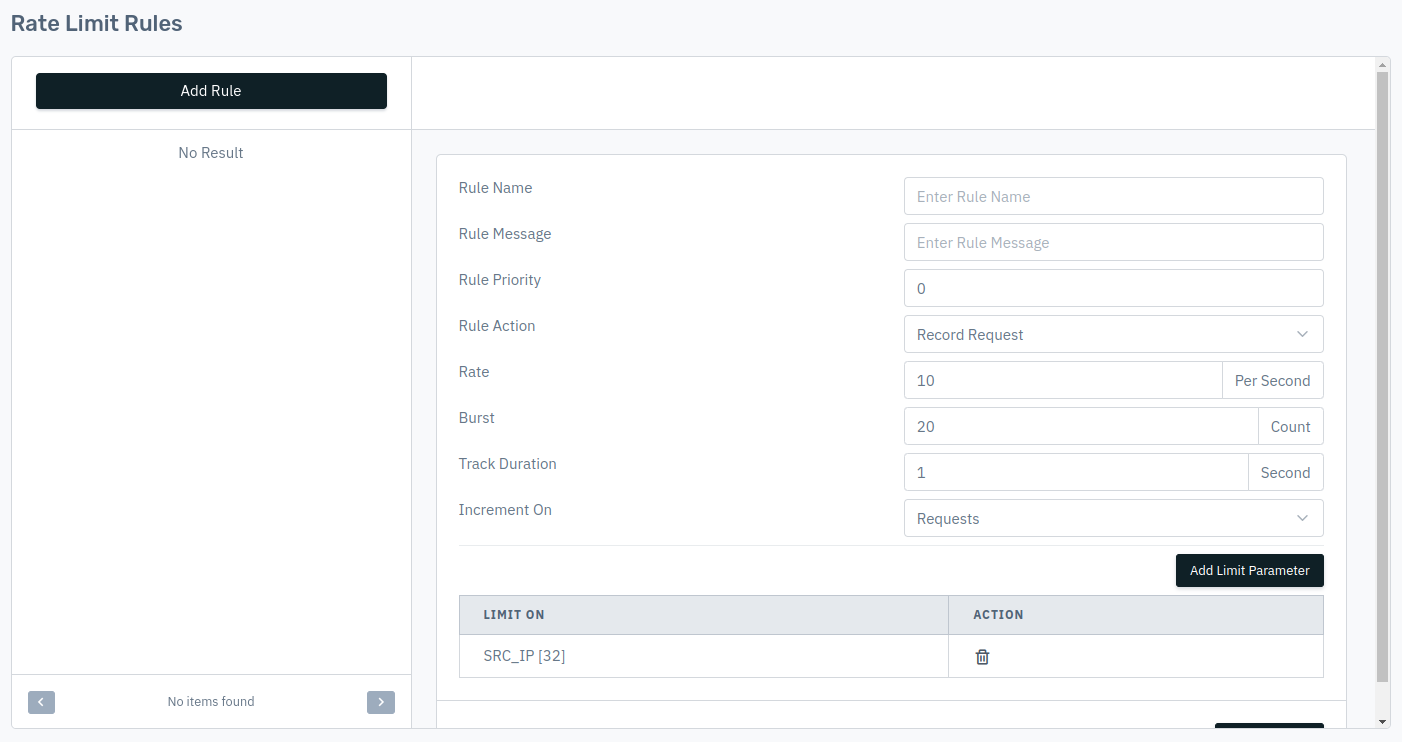 Rate Limit Rules
Add Rule
No Result
Rule Name
Enter Rule Name
Rule Message
Enter Rule Message
Rule Priority
0
Rule Action
Record Request
Rate
10 Per Second
Burst
20 Count
Track Duration
1 Second
Increment On
Requests
Add Limit Parameter
LIMIT ON ACTION
SRC_IP [32]
No items found